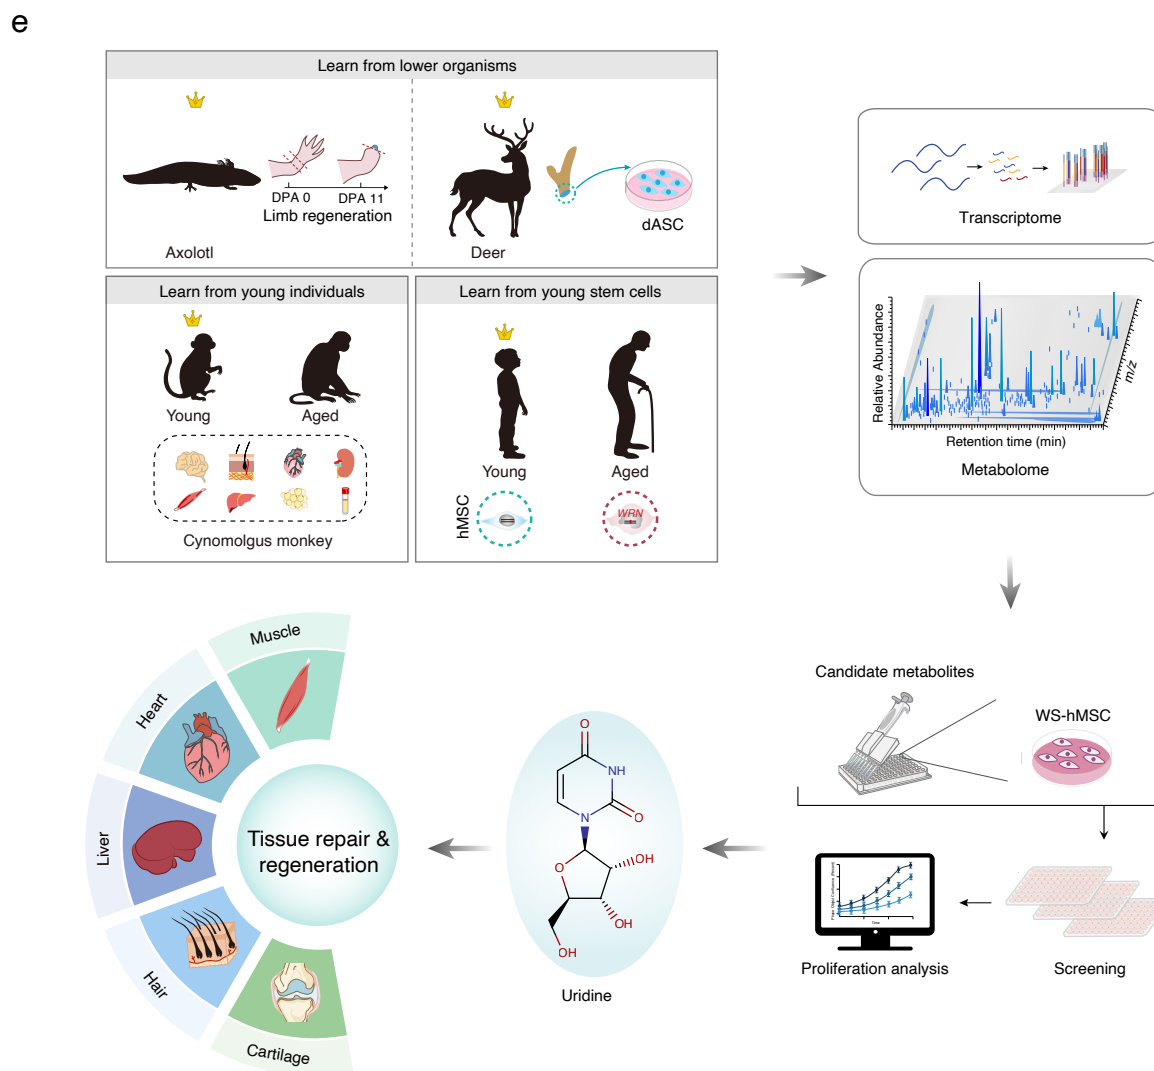 e
Learn from lower organisms
DPA 0
DPA 11
Limb regeneration
Axolotl
dASC
Deer
Learn from young individuals
Young
Aged
Cynomolgus monkey
Learn from young stem cells
Young
Aged
hMSC
WRN
Transcriptome
Relative Abundance
m/z
Retention time (min)
Metabolome
Candidate metabolites
WS-hMSC
Screening
Time
Proliferation analysis
O
NH
N
O
O
OH
OH
OH
Uridine
Tissue repair &
regeneration
Muscle
Heart
Liver
Hair
Cartilage